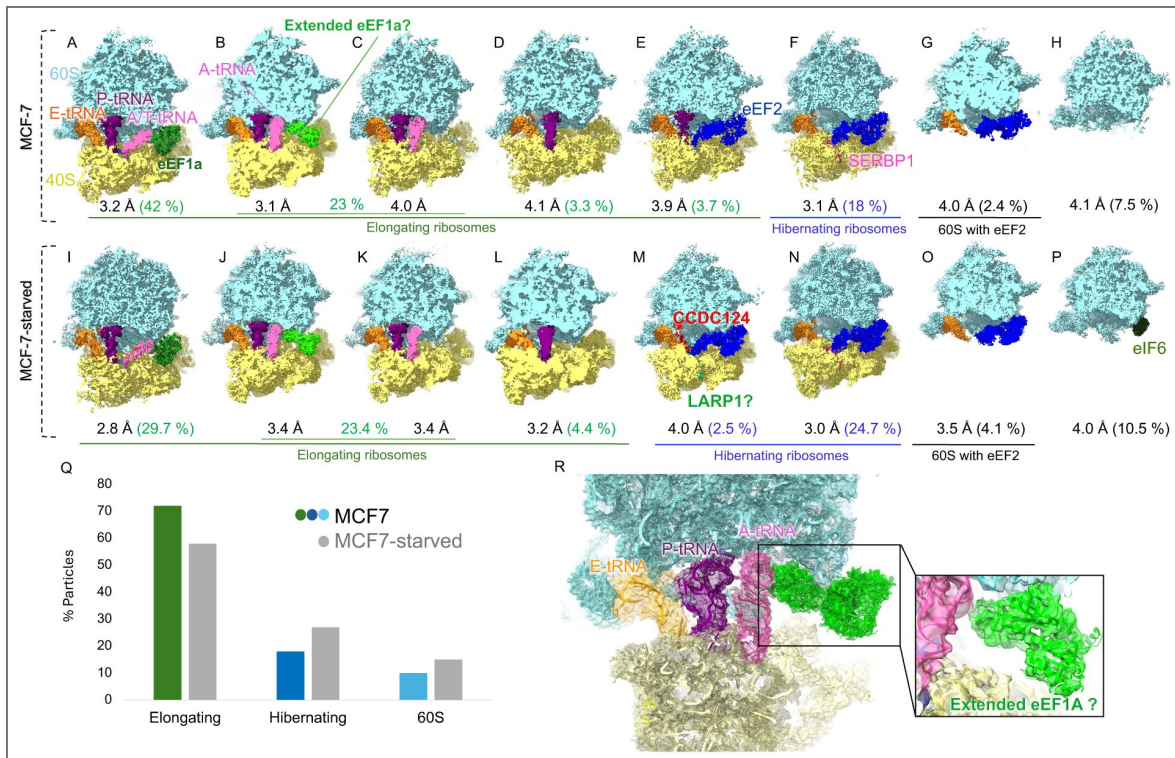 Extended eEF1a?
A B C D E F G H
60S
A-tRNA
P-tRNA
E-tRNA
A/T-tRNA
eEF2
MCF-7
eEF1a
SERBP1
40S
3.2 Å (42 %) 3.1 23 % 4.0 Å 4.1 Å (3.3 %) 3.9 Å (3.7 %) 3.1 Å (18 %) 4.0 Å (2.4 %) 4.1 Å (7.5 %)
Elongating ribosomes Hibernating ribosomes 60S with eEF2
I J K L M N O P
MCF-7-starved
CCDC124
eIF6
LARP1?
2.8 Å (29.7 %) 3.4 Å 23.4 % 3.4 Å 3.2 Å (4.4 %) 4.0 Å (2.5 %) 3.0 Å (24.7 %) 3.5 Å (4.1 %) 4.0 Å (10.5 %)
Elongating ribosomes Hibernating ribosomes 60S with eEF2
Q
80
70
60
50
40
30
20
10
0
% Particles
MCF7
MCF7-starved
Elongating Hibernating 60S
R
A-tRNA
P-tRNA
E-tRNA
40
S
Extended eEF1A ?